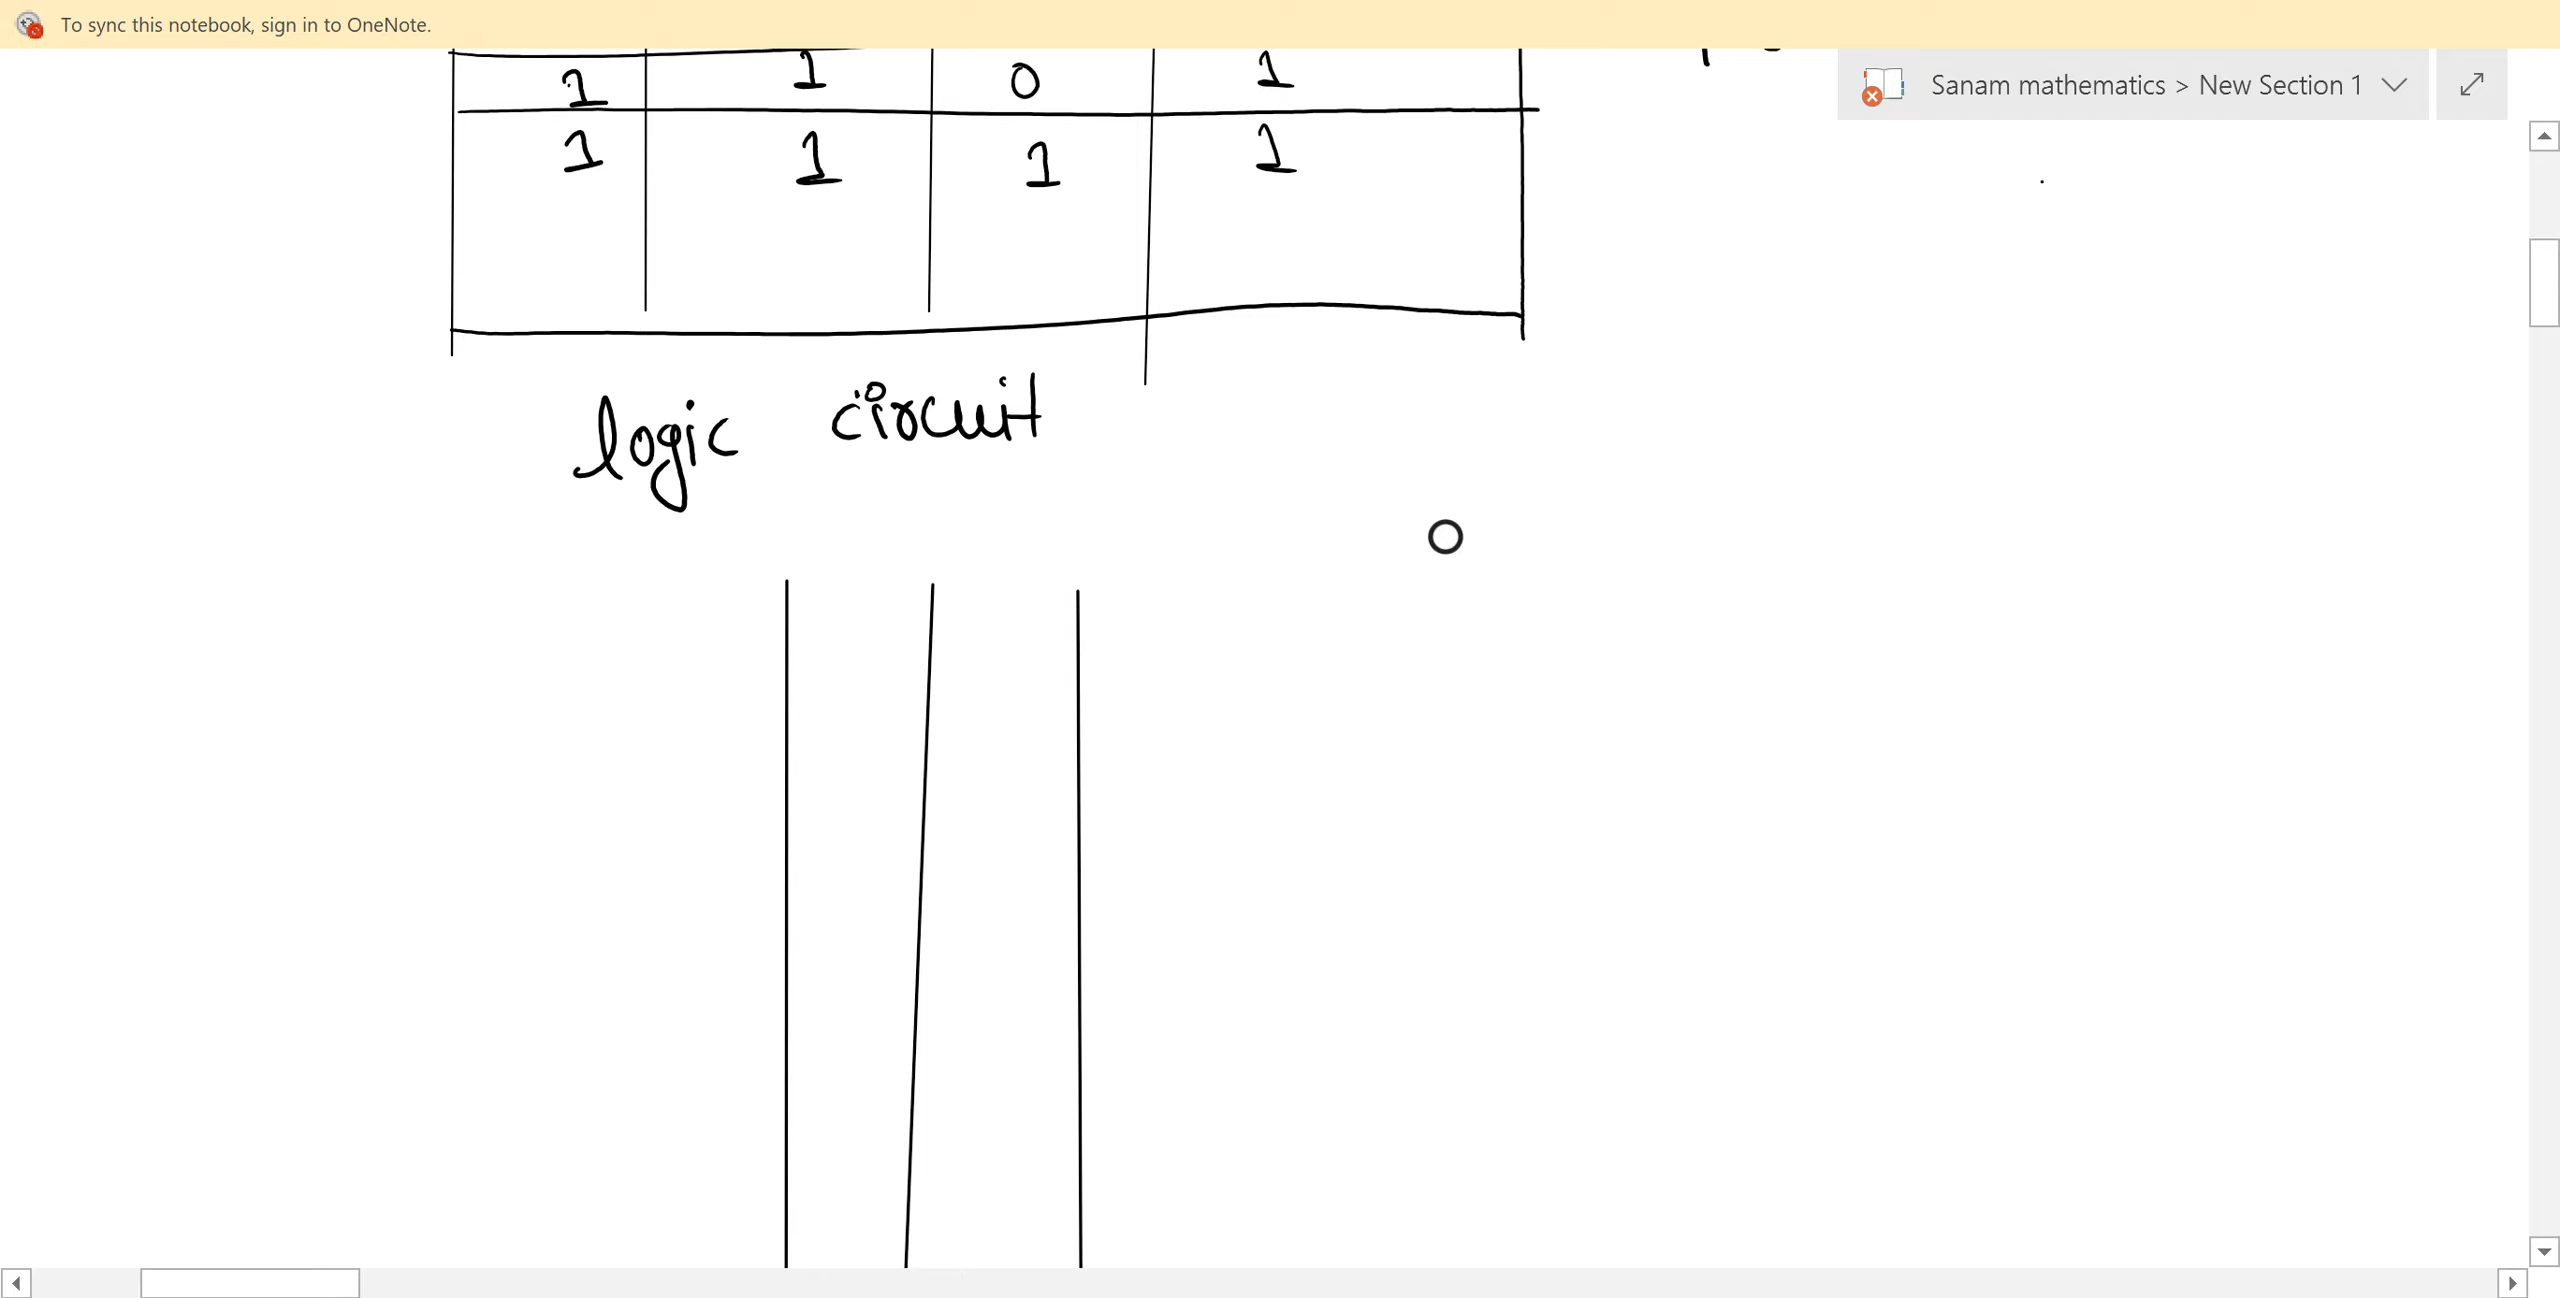 To sync this notebook, sign in to OneNote.
Sanam mathematics > New Section 1
1 1 0 1
1 1 1 1
logic circuit